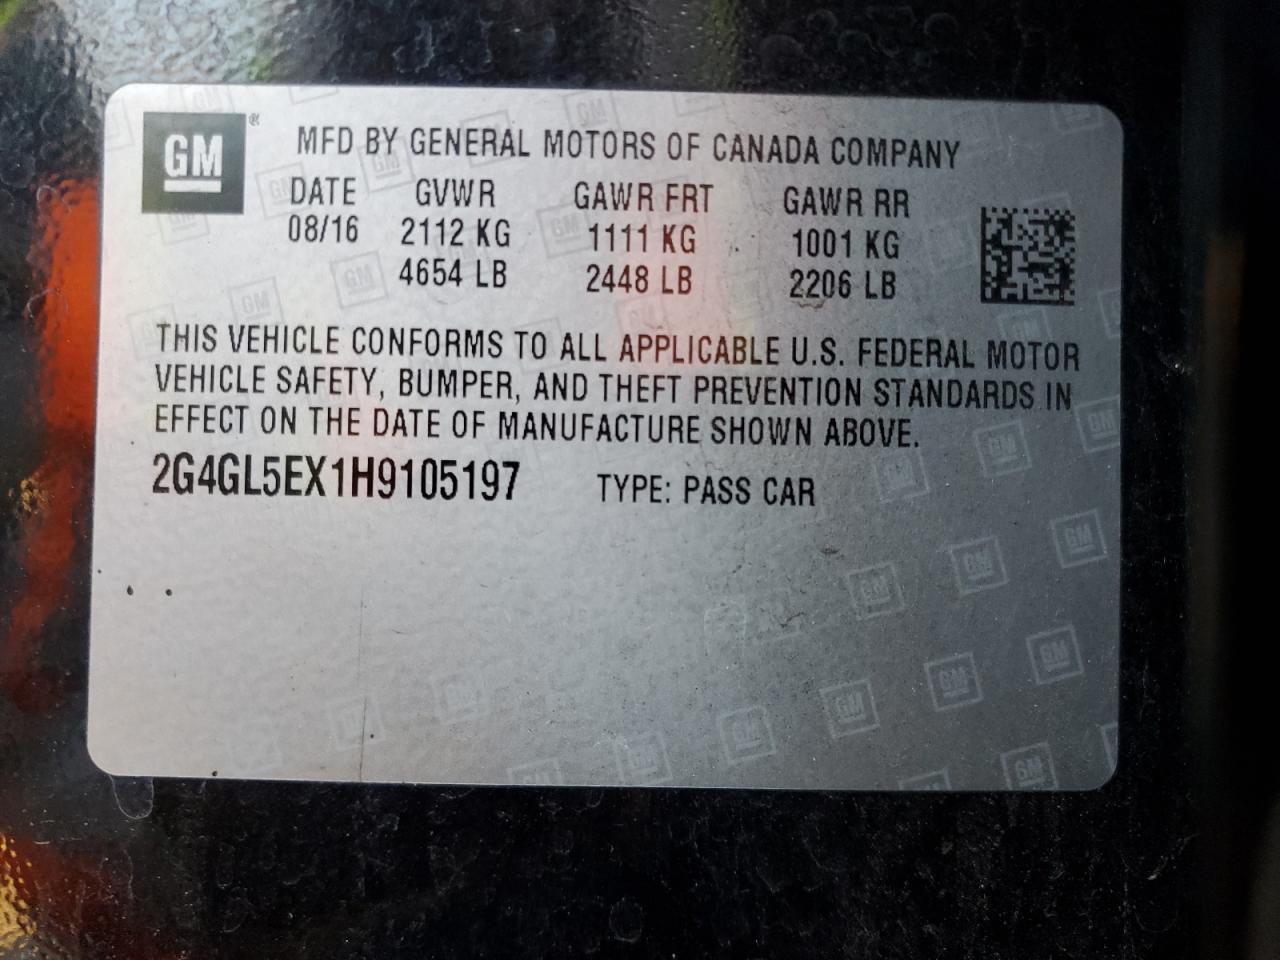 GM ®
MFD BY GENERAL MOTORS OF CANADA COMPANY
DATE GVWR GAWR FRT GAWR RR
08/16 2112 KG 1111 KG 1001 KG
4654 LB 2448 LB 2206 LB
THIS VEHICLE CONFORMS TO ALL APPLICABLE U.S. FEDERAL MOTOR
VEHICLE SAFETY, BUMPER, AND THEFT PREVENTION STANDARDS IN
EFFECT ON THE DATE OF MANUFACTURE SHOWN ABOVE.
2G4GL5EX1H9105197 TYPE: PASS CAR